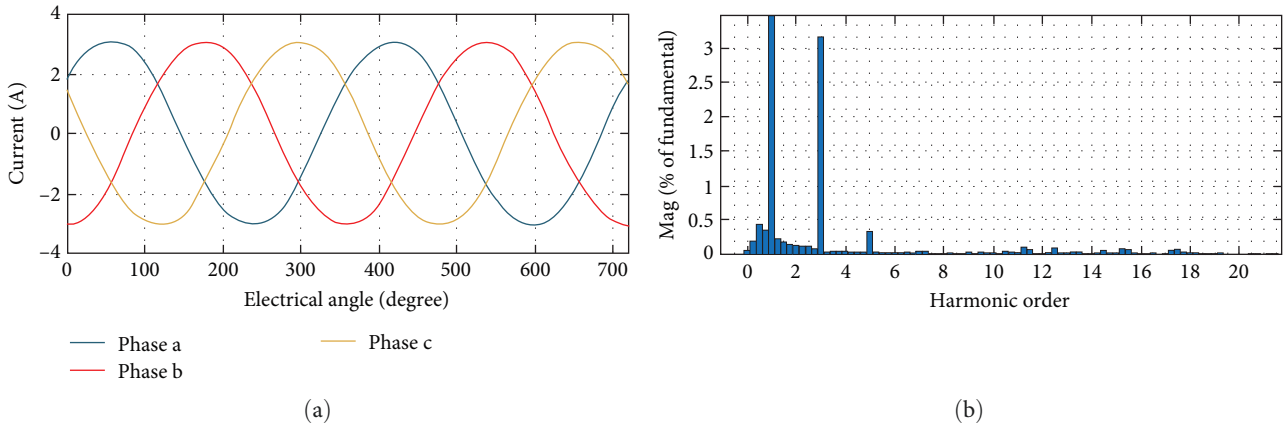 4
2
0
−2
−4
Current (A)
0 100 200 300 400 500 600 700
Electrical angle (degree)
Phase a
Phase b
Phase c
(a)
3
2.5
2
1.5
1
0.5
0
Mag (% of fundamental)
0 2 4 6 8 10 12 14 16 18 20
Harmonic order
(b)